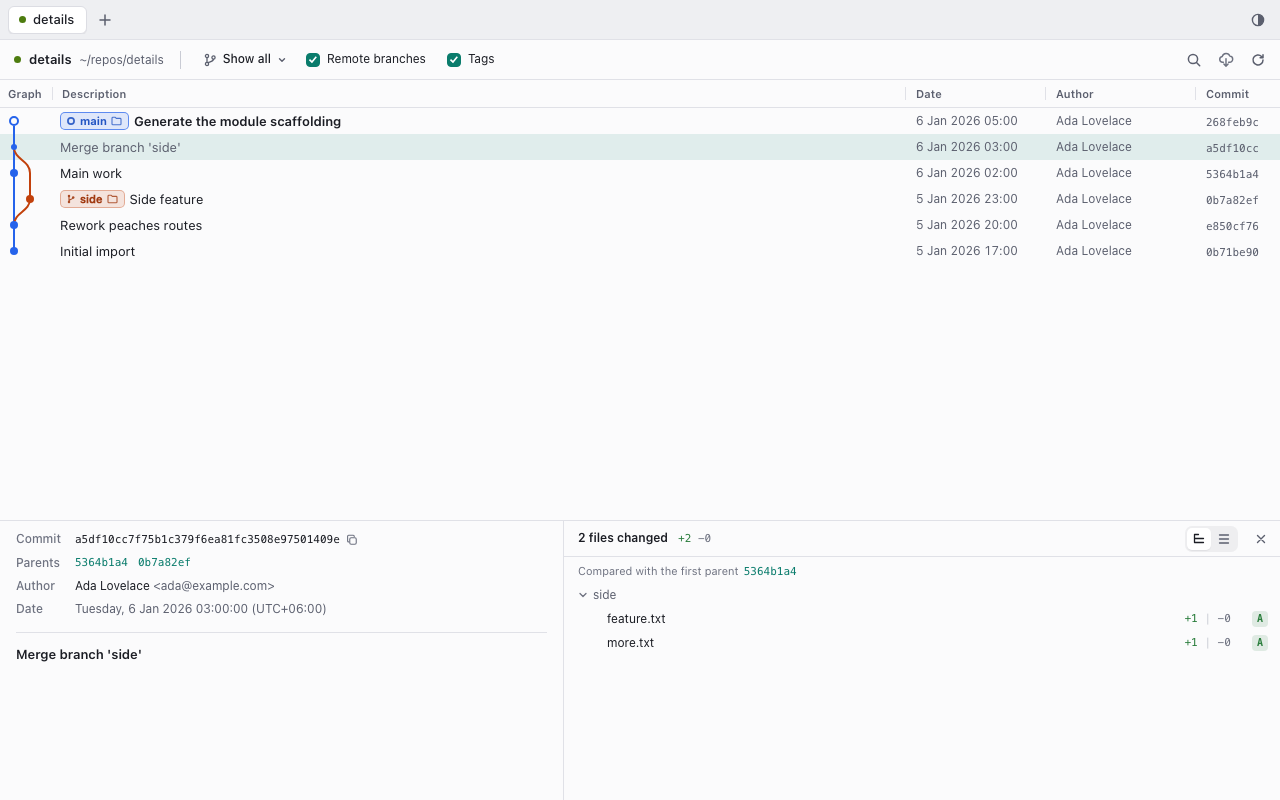 details
details ~/repos/details Show all Remote branches Tags
Graph Description Date Author Commit
main Generate the module scaffolding 6 Jan 2026 05:00 Ada Lovelace 268feb9c
Merge branch 'side' 6 Jan 2026 03:00 Ada Lovelace a5df10cc
Main work 6 Jan 2026 02:00 Ada Lovelace 5364b1a4
side Side feature 5 Jan 2026 23:00 Ada Lovelace 0b7a82ef
Rework peaches routes 5 Jan 2026 20:00 Ada Lovelace e850cf76
Initial import 5 Jan 2026 17:00 Ada Lovelace 0b71be90
Commit a5df10cc7f75b1c379f6ea81fc3508e97501409e
Parents 5364b1a4 0b7a82ef
Author Ada Lovelace <ada@example.com>
Date Tuesday, 6 Jan 2026 03:00:00 (UTC+06:00)
Merge branch 'side'
2 files changed +2 −0
Compared with the first parent 5364b1a4
side
feature.txt +1 | −0 A
more.txt +1 | −0 A